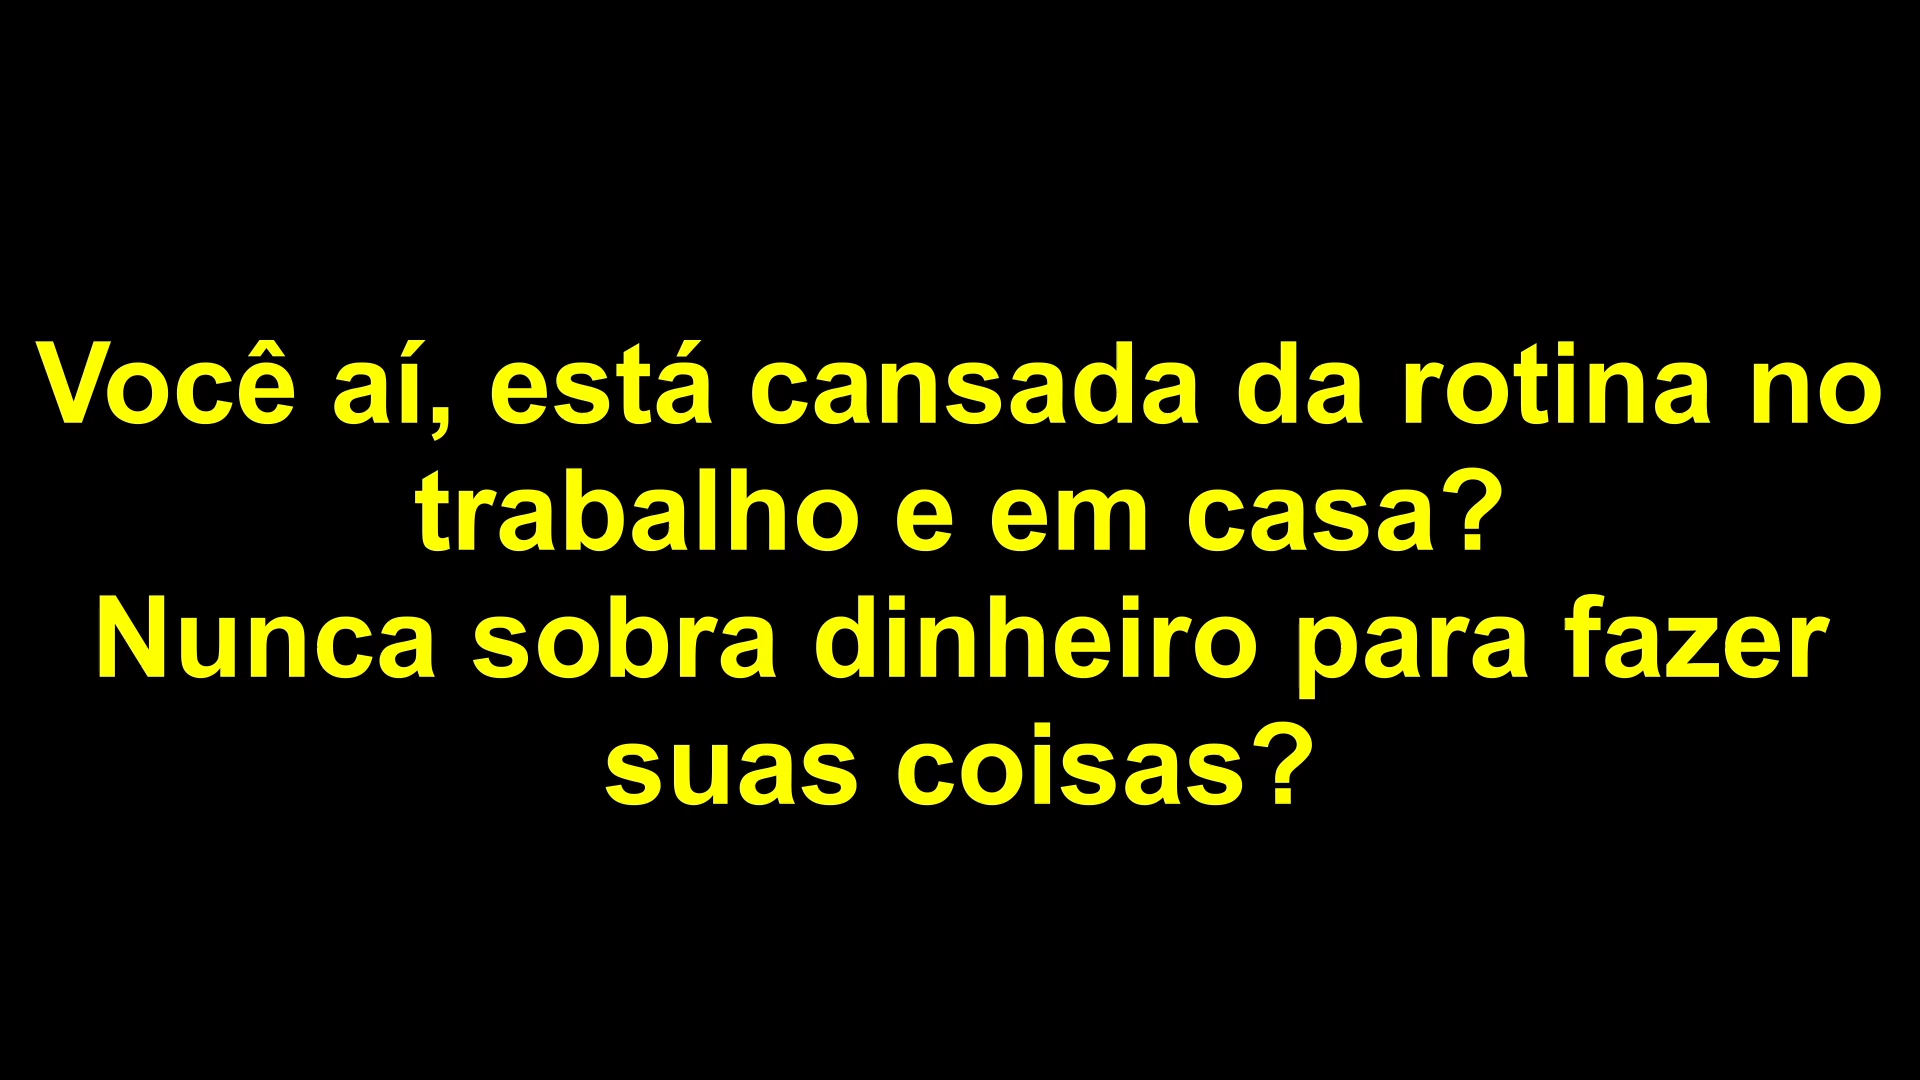 Você aí, está cansada da rotina no
trabalho e em casa?
Nunca sobra dinheiro para fazer
suas coisas?